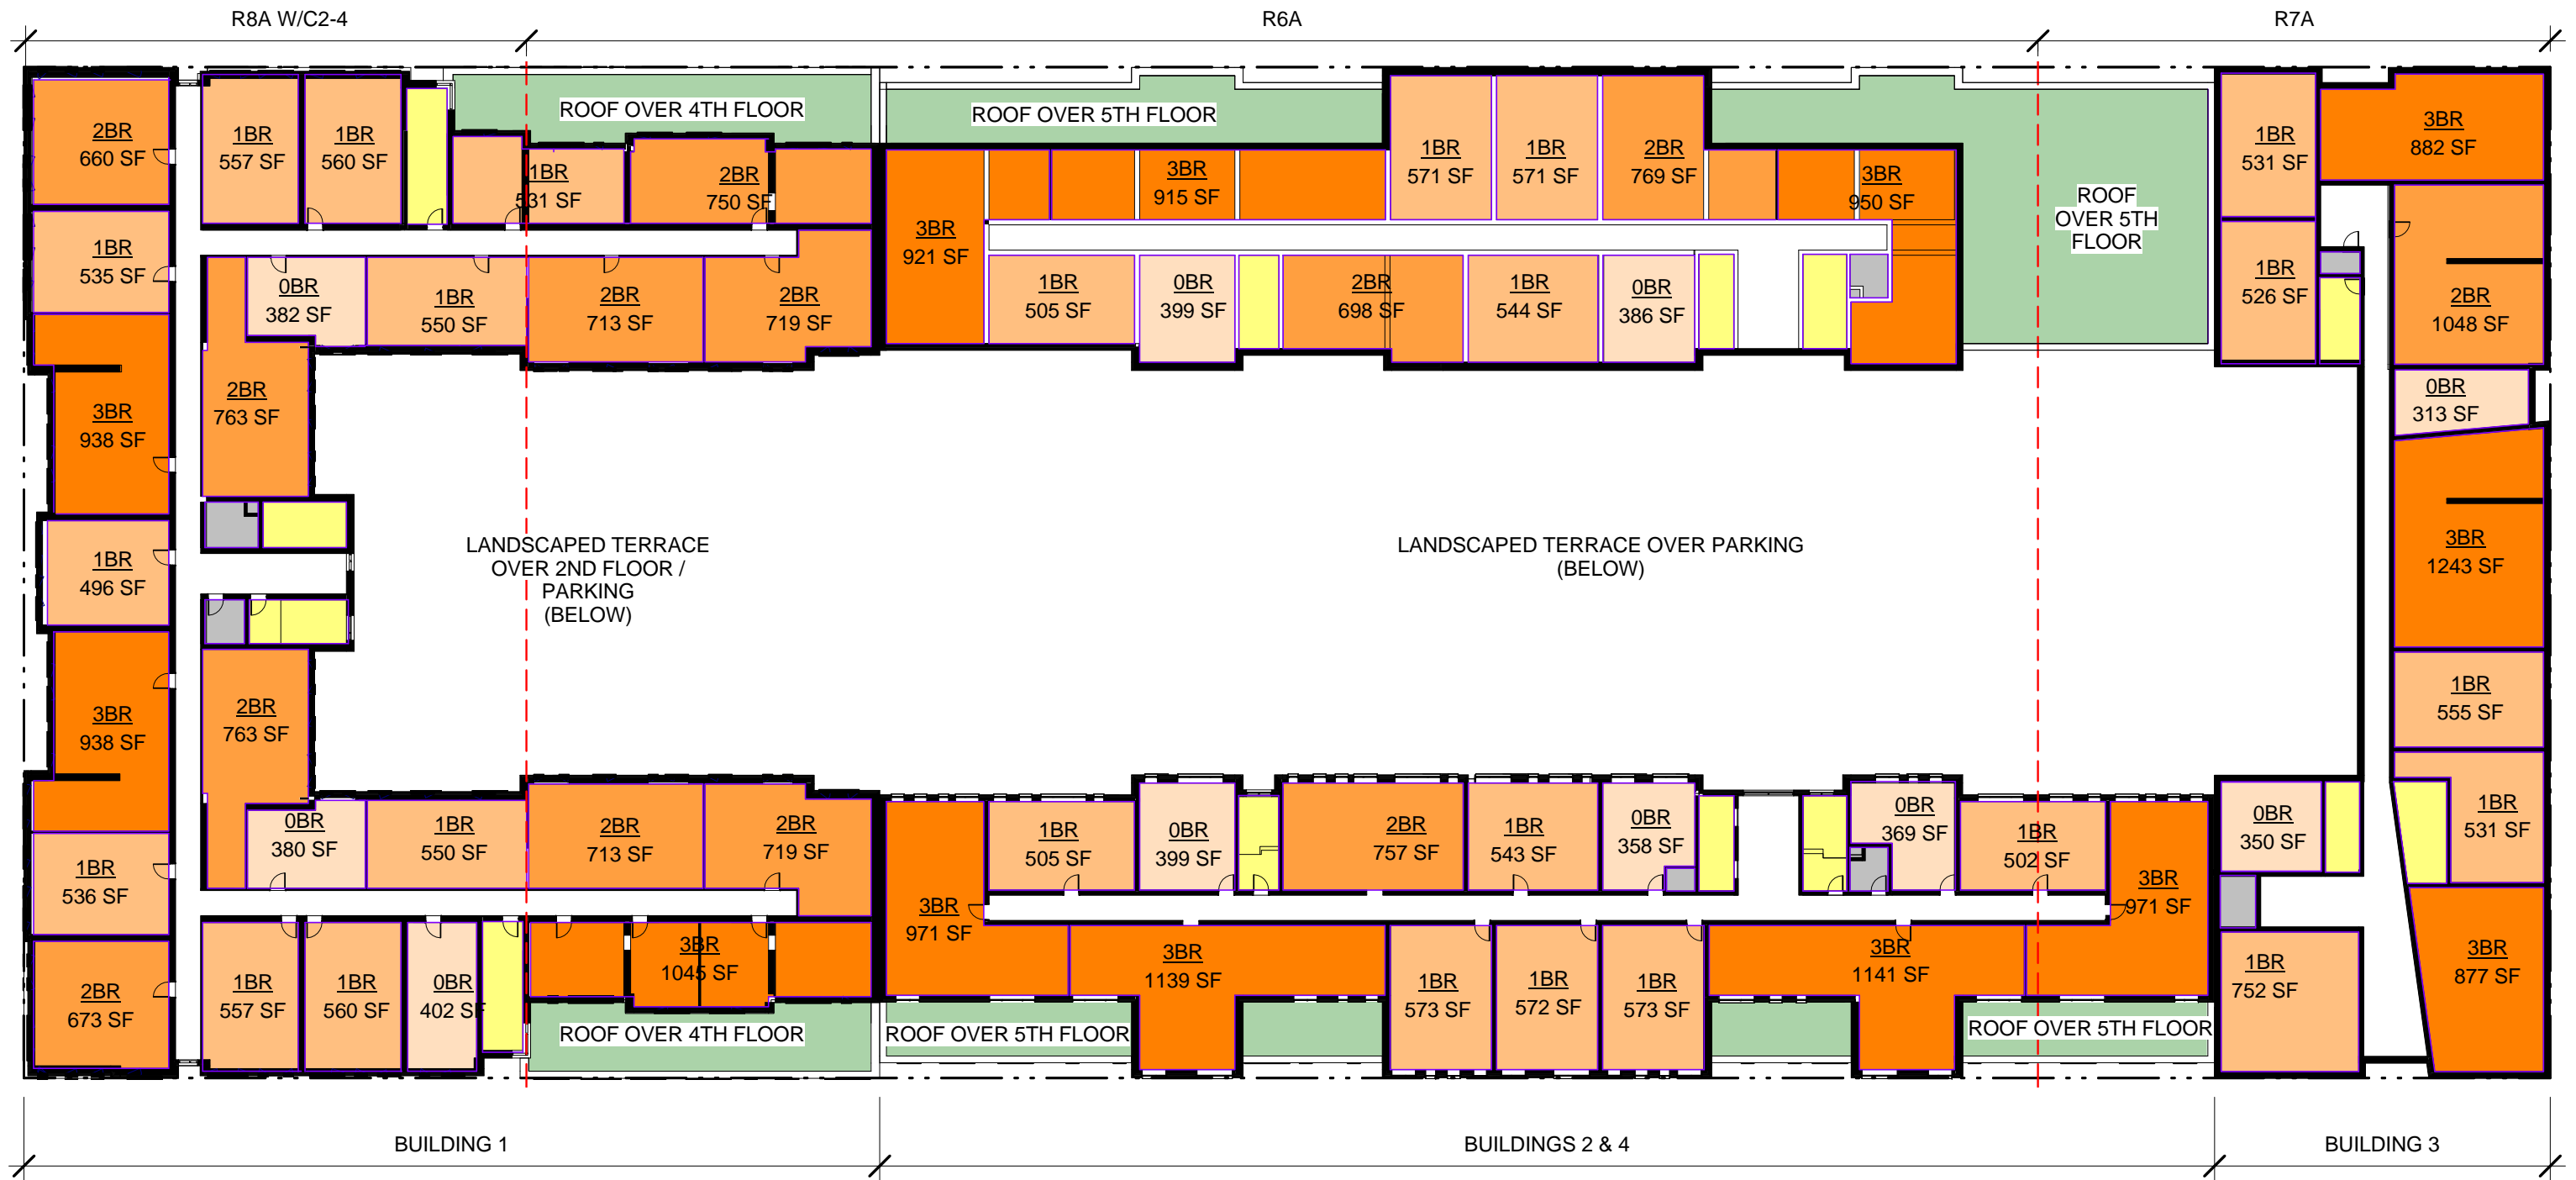 R8A W/C2-4
R6A
R7A
2BR
660 SF
1BR
557 SF
1BR
560 SF
ROOF OVER 4TH FLOOR
1BR
531 SF
2BR
750 SF
ROOF OVER 5TH FLOOR
3BR
915 SF
1BR
571 SF
1BR
571 SF
2BR
769 SF
3BR
950 SF
ROOF
OVER 5TH
FLOOR
1BR
531 SF
3BR
882 SF
1BR
535 SF
0BR
382 SF
1BR
550 SF
2BR
713 SF
2BR
719 SF
3BR
921 SF
1BR
505 SF
0BR
399 SF
2BR
698 SF
1BR
544 SF
0BR
386 SF
1BR
526 SF
2BR
1048 SF
3BR
938 SF
2BR
763 SF
0BR
313 SF
1BR
496 SF
LANDSCAPED TERRACE
OVER 2ND FLOOR /
PARKING
(BELOW)
LANDSCAPED TERRACE OVER PARKING
(BELOW)
3BR
1243 SF
3BR
938 SF
2BR
763 SF
1BR
555 SF
1BR
536 SF
0BR
380 SF
1BR
550 SF
2BR
713 SF
2BR
719 SF
1BR
505 SF
0BR
399 SF
2BR
757 SF
1BR
543 SF
0BR
358 SF
0BR
369 SF
1BR
502 SF
3BR
971 SF
0BR
350 SF
1BR
531 SF
2BR
673 SF
1BR
557 SF
1BR
560 SF
0BR
402 SF
3BR
1045 SF
3BR
971 SF
3BR
1139 SF
1BR
573 SF
1BR
572 SF
1BR
573 SF
3BR
1141 SF
1BR
752 SF
3BR
877 SF
ROOF OVER 4TH FLOOR
ROOF OVER 5TH FLOOR
ROOF OVER 5TH FLOOR
BUILDING 1
BUILDINGS 2 & 4
BUILDING 3